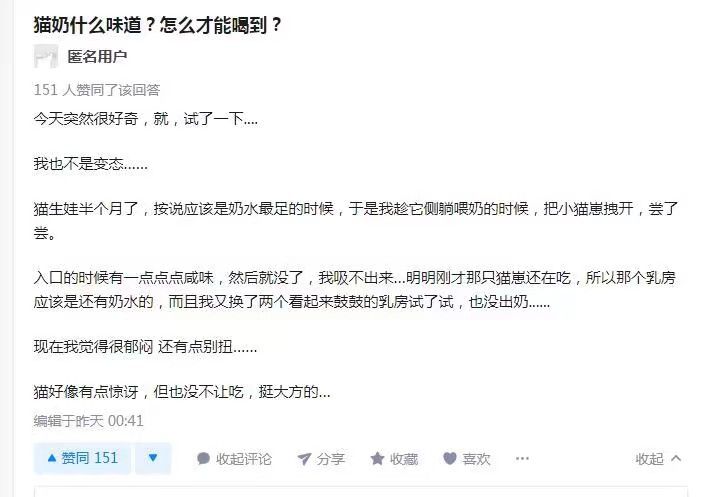 猫奶什么味道？怎么才能喝到？
匿名用户
151 人赞同了该回答
今天突然很好奇，就，试了一下....
我也不是变态......
猫生娃半个月了，按说应该是奶水最足的时候，于是我趁它侧躺喂奶的时候，把小猫崽拽开，尝了
尝。
入口的时候有一点点点咸味，然后就没了，我吸不出来...明明刚才那只猫崽还在吃，所以那个乳房
应该是还有奶水的，而且我又换了两个看起来鼓鼓的乳房试了试，也没出奶......
现在我觉得很郁闷 还有点别扭......
猫好像有点惊讶，但也没不让吃，挺大方的...
编辑于昨天 00:41
赞同 151 收起评论 分享 收藏 喜欢 ··· 收起